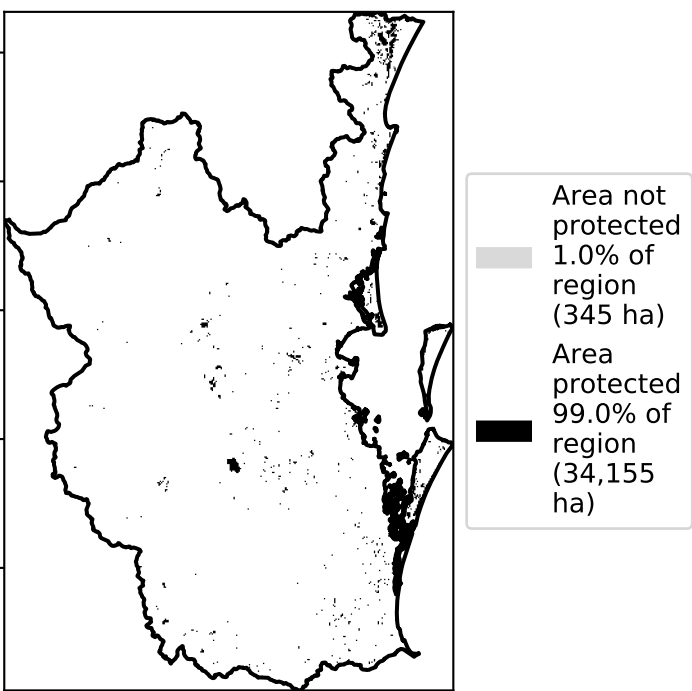 Area not
protected
1.0% of
region
(345 ha)
Area
protected
99.0% of
region
(34,155
ha)